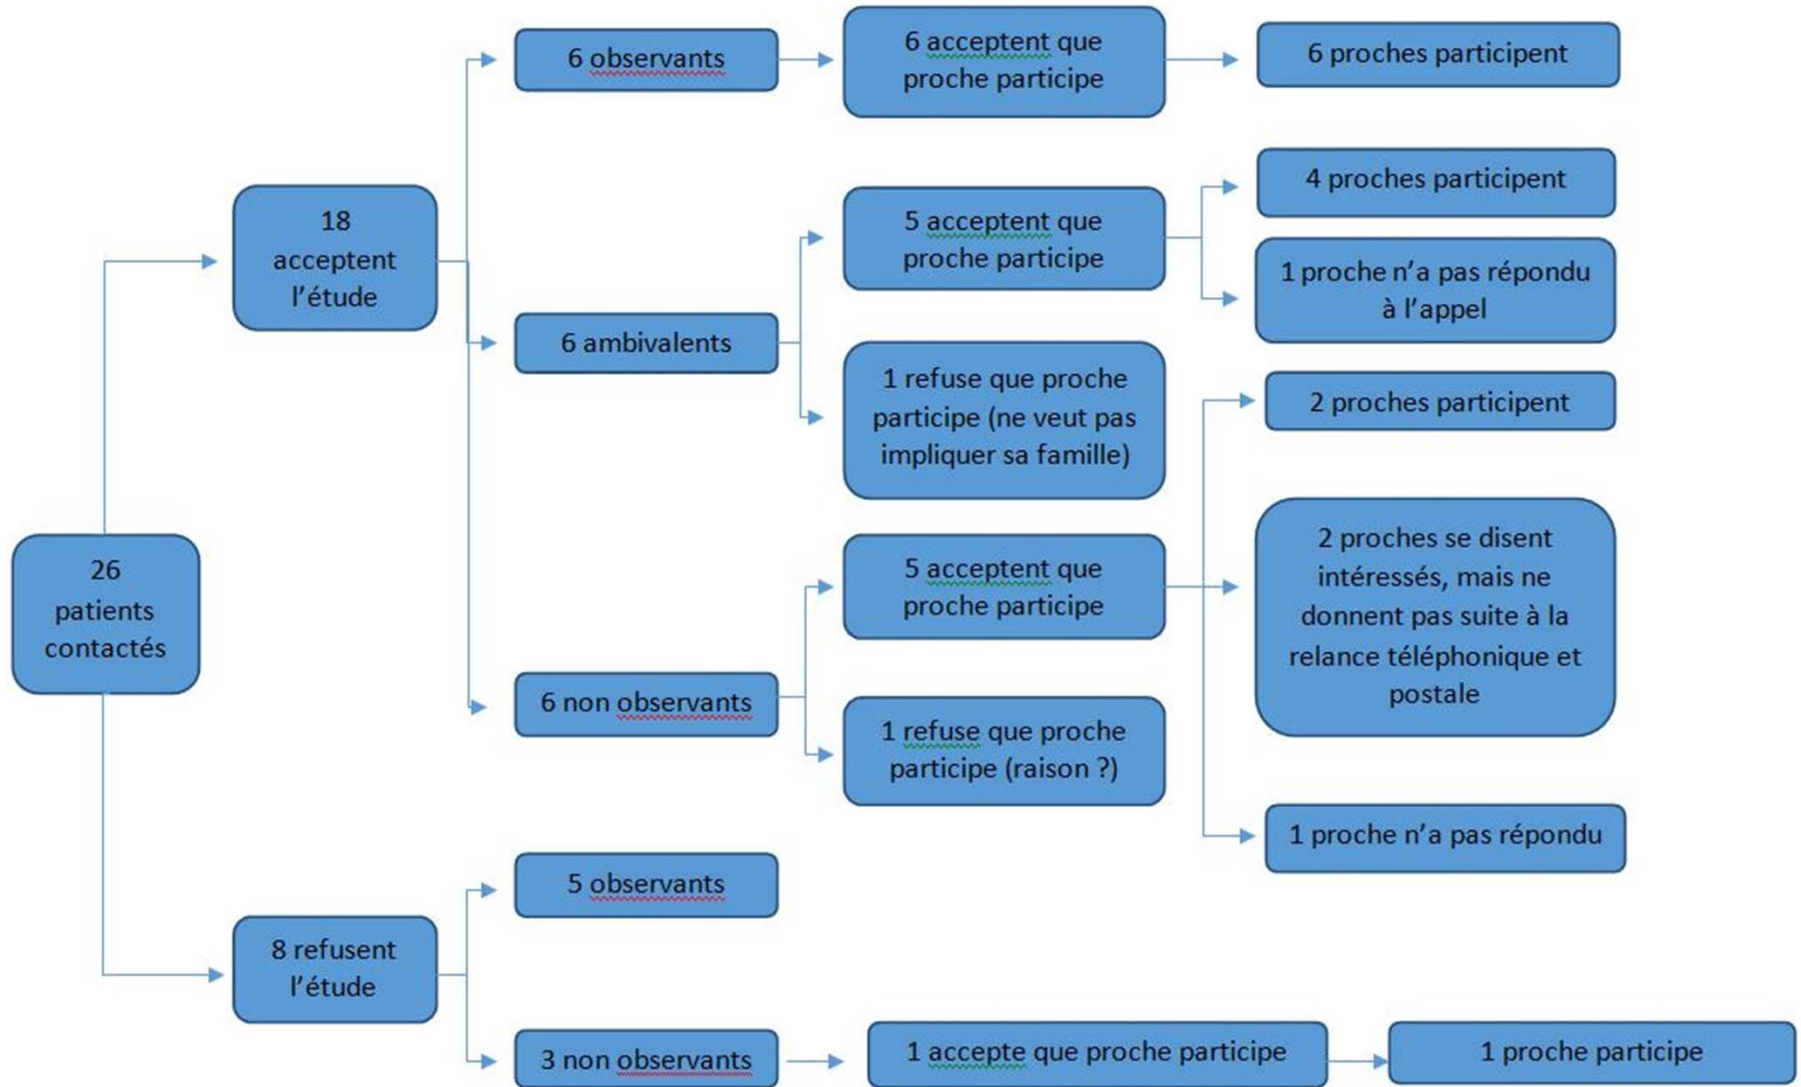 26
patients
contactés
18
acceptent
l’étude
6 observants
6 acceptent que
proche participe
6 proches participent
6 ambivalents
5 acceptent que
proche participe
4 proches participent
1 proche n’a pas répondu
à l’appel
1 refuse que proche
participe (ne veut pas
impliquer sa famille)
6 non observants
5 acceptent que
proche participe
2 proches participent
2 proches se disent
intéressés, mais ne
donnent pas suite à la
relance téléphonique et
postale
1 proche n’a pas répondu
1 refuse que proche
participe (raison ?)
8 refusent
l’étude
5 observants
3 non observants
1 accepte que proche participe
1 proche participe